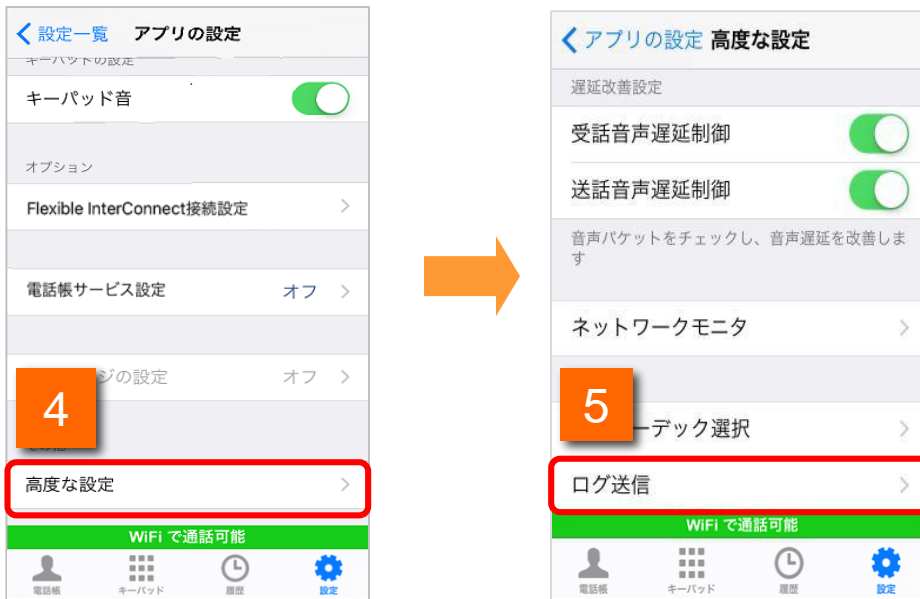 設定一覧 アプリの設定
キーパッドの設定
キーパッド音
オプション
Flexible InterConnect接続設定
電話帳サービス設定 オフ
ジの設定 オフ
4
高度な設定
WiFi で通話可能
電話帳 キーパッド 履歴 設定
アプリの設定 高度な設定
遅延改善設定
受話音声遅延制御
送話音声遅延制御
音声パケットをチェックし、音声遅延を改善しま
す
ネットワークモニタ
5
ーデック選択
ログ送信
WiFi で通話可能
電話帳 キーパッド 履歴 設定